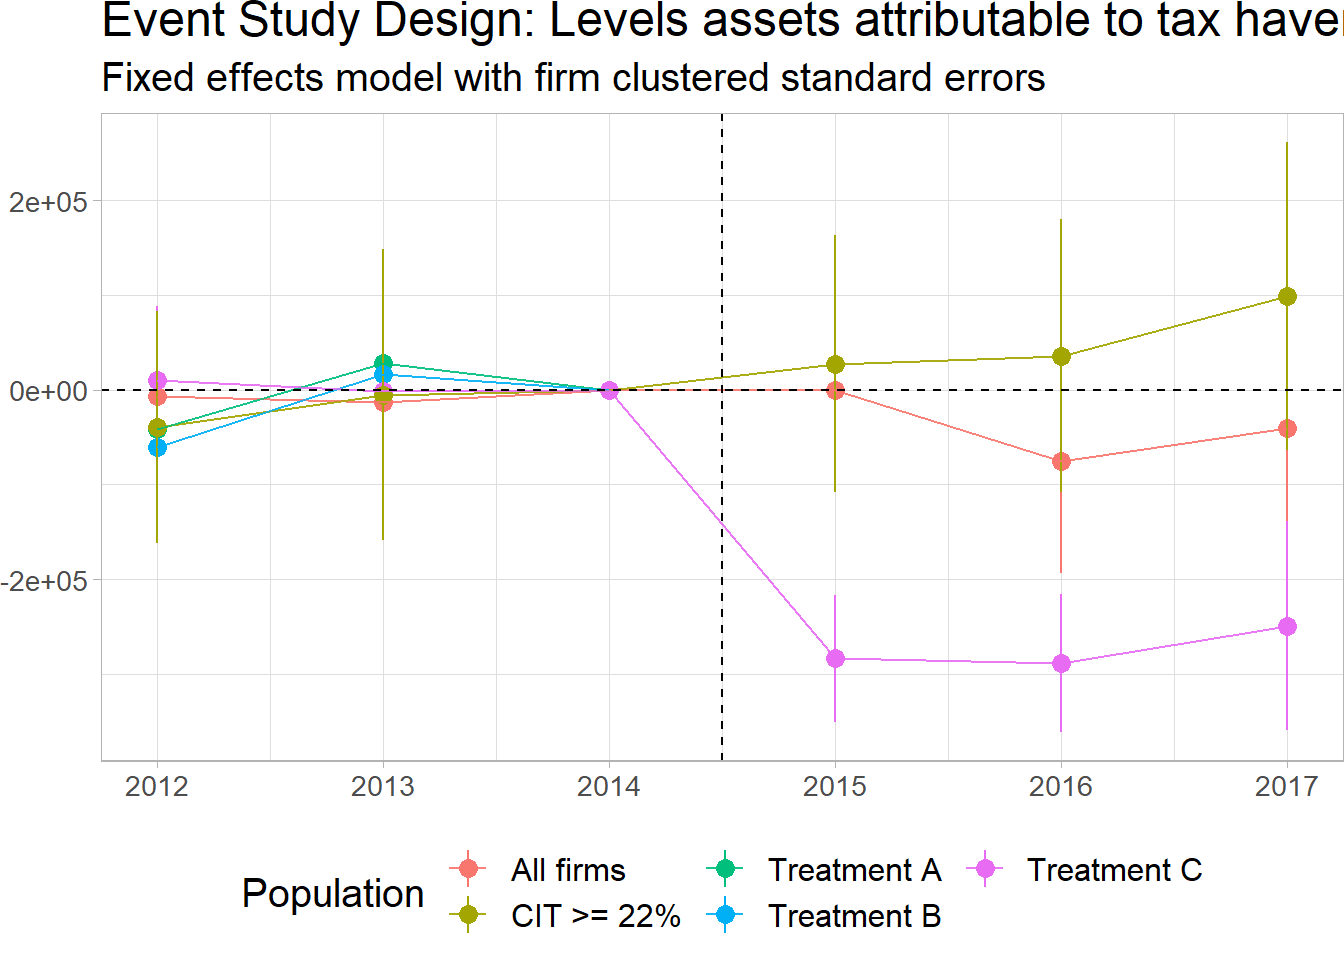 Event Study Design: Levels assets attributable to tax haven
Fixed effects model with firm clustered standard errors
2e+05
0e+00
-2e+05
2012 2013 2014 2015 2016 2017
Population
All firms
Treatment A
Treatment C
CIT >= 22%
Treatment B